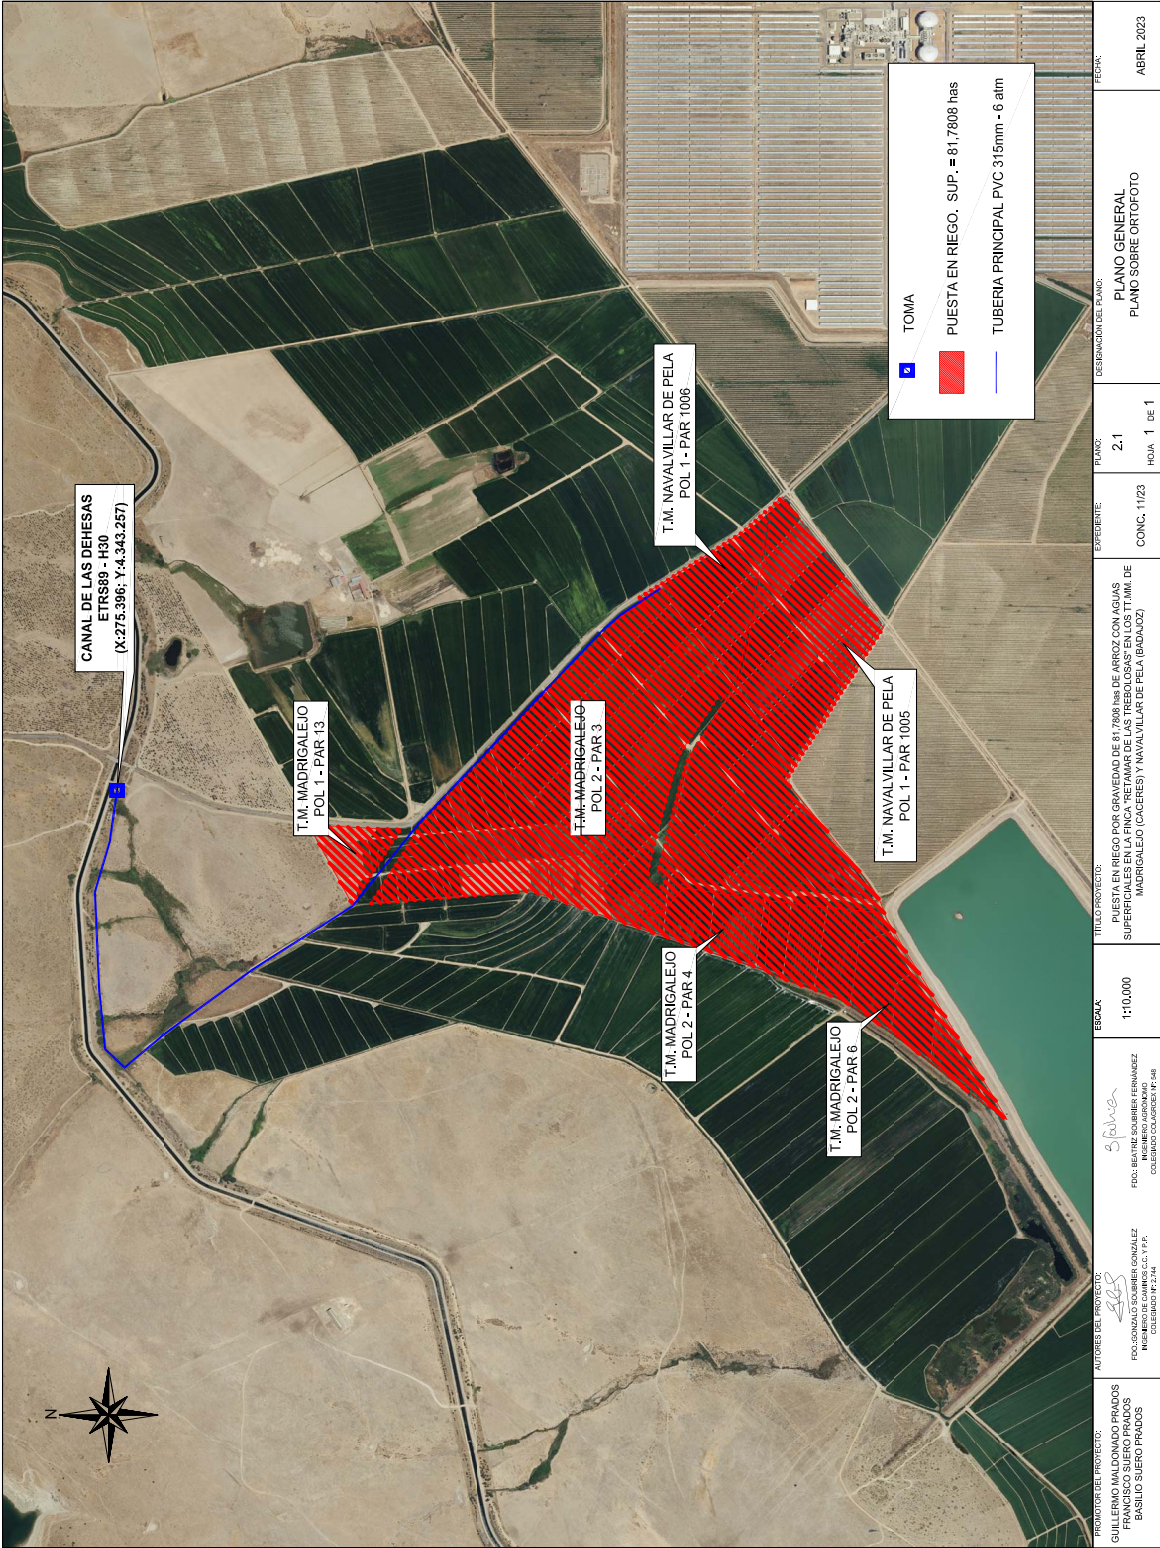 N
CANAL DE LAS DEHESAS
ETRS89 - H30
(X:275.396; Y:4.343.257)
T.M. MADRIGALEJO
POL 1 - PAR 13
T.M. MADRIGALEJO
POL 2 - PAR 3
T.M. NAVALVILLAR DE PELA
POL 1 - PAR 1006
T.M. MADRIGALEJO
POL 2 - PAR 4
T.M. MADRIGALEJO
POL 2 - PAR 6
T.M. NAVALVILLAR DE PELA
POL 1 - PAR 1005
TOMA
PUESTA EN RIEGO. SUP. = 81,7808 has
TUBERIA PRINCIPAL PVC 315mm - 6 atm
PROMOTOR DEL PROYECTO:
GUILLERMO MALDONADO PRADOS
FRANCISCO SUERO PRADOS
BASILIO SUERO PRADOS
AUTORES DEL PROYECTO:
FDO.:GONZALO SOUBRIER GONZÁLEZ
INGENIERO DE CAMINOS C.C. Y P.P.
COLEGIADO Nº: 2.744
FDO.: BEATRIZ SOUBRIER FERNÁNDEZ
INGENIERO AGRÓNOMO
COLEGIADO COIAGROEX Nº: 548
ESCALA:
1:10.000
TÍTULO PROYECTO:
PUESTA EN RIEGO POR GRAVEDAD DE 81,7808 has DE ARROZ CON AGUAS
SUPERFICIALES EN LA FINCA "RETAMAR DE LAS TREBOLOSAS" EN LOS TT.MM. DE
MADRIGALEJO (CACERES) Y NAVALVILLAR DE PELA (BADAJOZ)
EXPEDIENTE:
CONC. 11/23
PLANO:
2.1
HOJA 1 DE 1
DESIGNACIÓN DEL PLANO:
PLANO GENERAL
PLANO SOBRE ORTOFOTO
FECHA:
ABRIL 2023